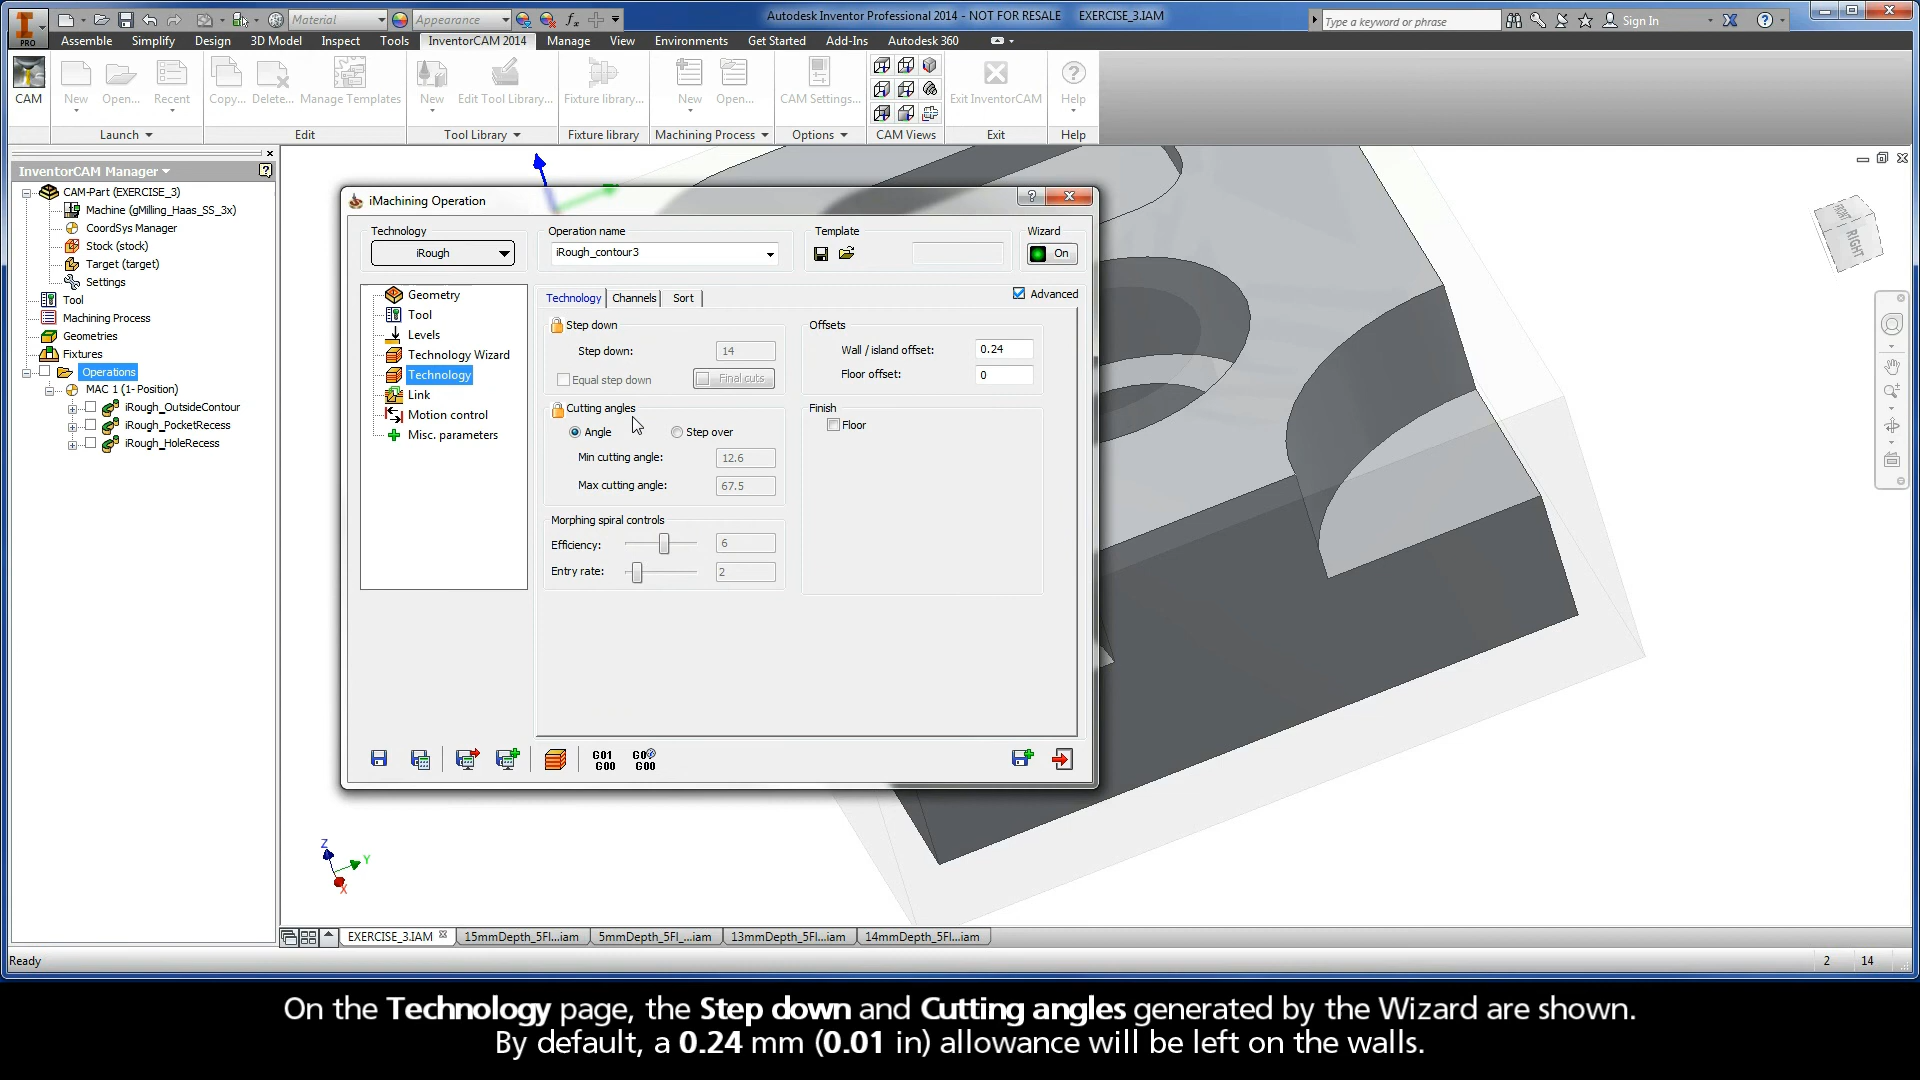 Material
Appearance
Autodesk Inventor Professional 2014 - NOT FOR RESALE EXERCISE_3.IAM
Type a keyword or phrase
Sign In
PRO
Assemble Simplify Design 3D Model Inspect Tools InventorCAM 2014 Manage View Environments Get Started Add-Ins Autodesk 360
CAM New Open... Recent Copy... Delete... Manage Templates New Edit Tool Library... Fixture library... New Open... CAM Settings... Exit InventorCAM Help
Launch Edit Tool Library Fixture library Machining Process Options CAM Views Exit Help
InventorCAM Manager
CAM-Part (EXERCISE_3)
Machine (gMilling_Haas_SS_3x)
CoordSys Manager
Stock (stock)
Target (target)
Settings
Tool
Machining Process
Geometries
Fixtures
Operations
MAC 1 (1- Position)
iRough_OutsideContour
iRough_PocketRecess
iRough_HoleRecess
iMachining Operation
Technology
iRough
Operation name
iRough_contour3
Template
Wizard
On
Geometry
Tool
Levels
Technology Wizard
Technology
Link
Motion control
Misc. parameters
Technology Channels Sort
Advanced
Step down
Step down: 14
Equal step down Final cuts
Cutting angles
Angle Step over
Min cutting angle: 12.6
Max cutting angle: 67.5
Morphing spiral controls
Efficiency: 6
Entry rate: 2
Offsets
Wall / island offset: 0.24
Floor offset: 0
Finish
Floor
G01
G00
G0
G00
FRONT
RIGHT
Z
Y
X
EXERCISE_3.IAM 15mmDepth_5Fl...iam 5mmDepth_5Fl_...iam 13mmDepth_5Fl...iam 14mmDepth_5Fl...iam
Ready
2 14
On the Technology page, the Step down and Cutting angles generated by the Wizard are shown.
By default, a 0.24 mm (0.01 in) allowance will be left on the walls.